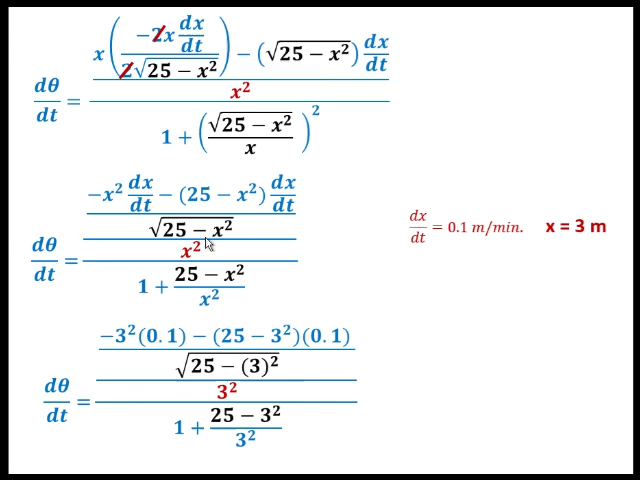 dθ/dt = ((x((-2x dx/dt)/(2√(25 − x²))) − (√(25 − x²)) dx/dt)/x²)/(1 + (√(25 − x²)/x)²)
dθ/dt = (((-x² dx/dt − (25 − x²) dx/dt)/√(25 − x²))/x²)/(1 + (25 − x²)/x²)
dx/dt = 0.1 m/min. x = 3 m
dθ/dt = (((-3²(0.1) − (25 − 3²)(0.1))/√(25 − (3)²))/3²)/(1 + (25 − 3²)/3²)